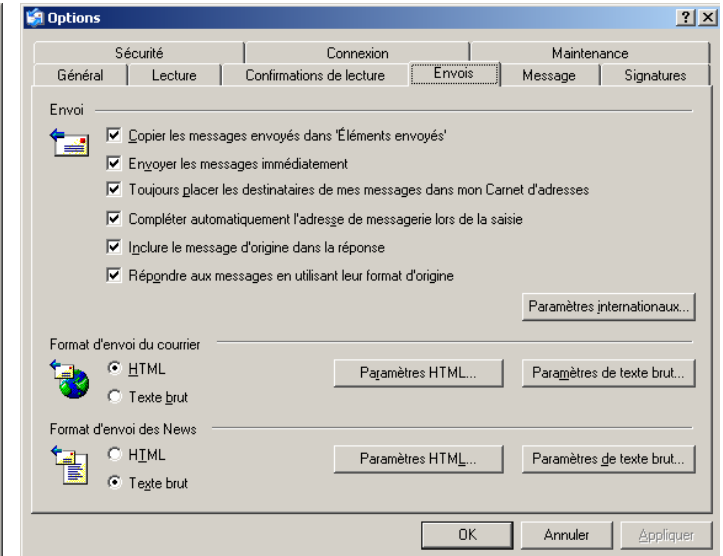 Options
Sécurité Connexion Maintenance
Général Lecture Confirmations de lecture Envois Message Signatures
Envoi
Copier les messages envoyés dans 'Éléments envoyés'
Envoyer les messages immédiatement
Toujours placer les destinataires de mes messages dans mon Carnet d'adresses
Compléter automatiquement l'adresse de messagerie lors de la saisie
Inclure le message d'origine dans la réponse
Répondre aux messages en utilisant leur format d'origine
Paramètres internationaux...
Format d'envoi du courrier
HTML Paramètres HTML... Paramètres de texte brut...
Texte brut
Format d'envoi des News
HTML Paramètres HTML... Paramètres de texte brut...
Texte brut
OK Annuler Appliquer